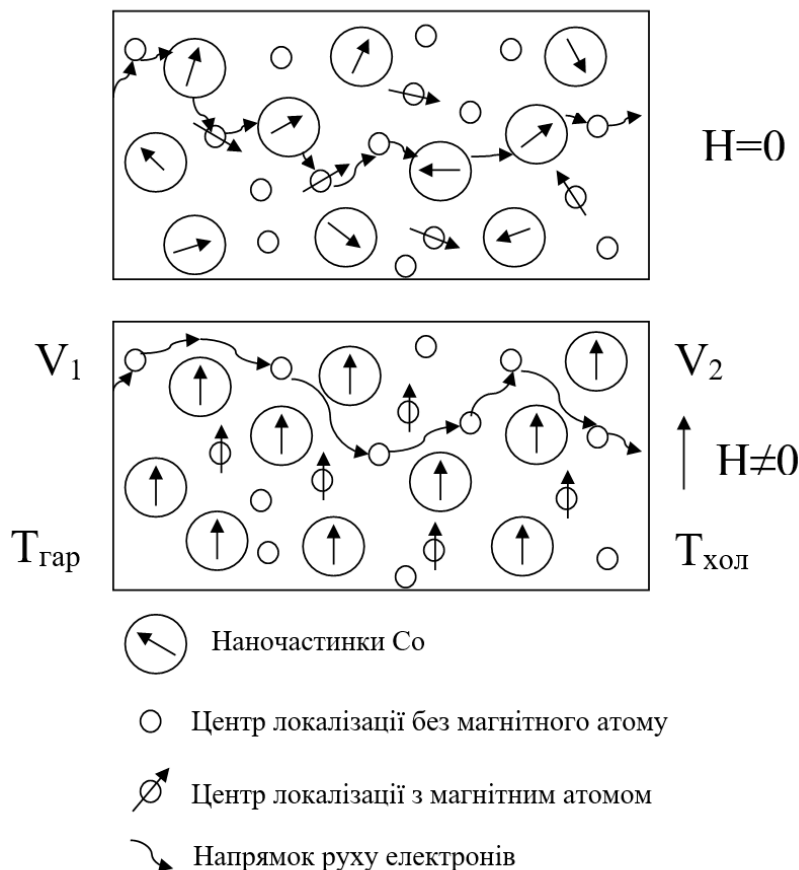 H=0
V₁
V₂
H≠0
Tгар
Tхол
Наночастинки Co
Центр локалізації без магнітного атому
Центр локалізації з магнітним атомом
Напрямок руху електронів